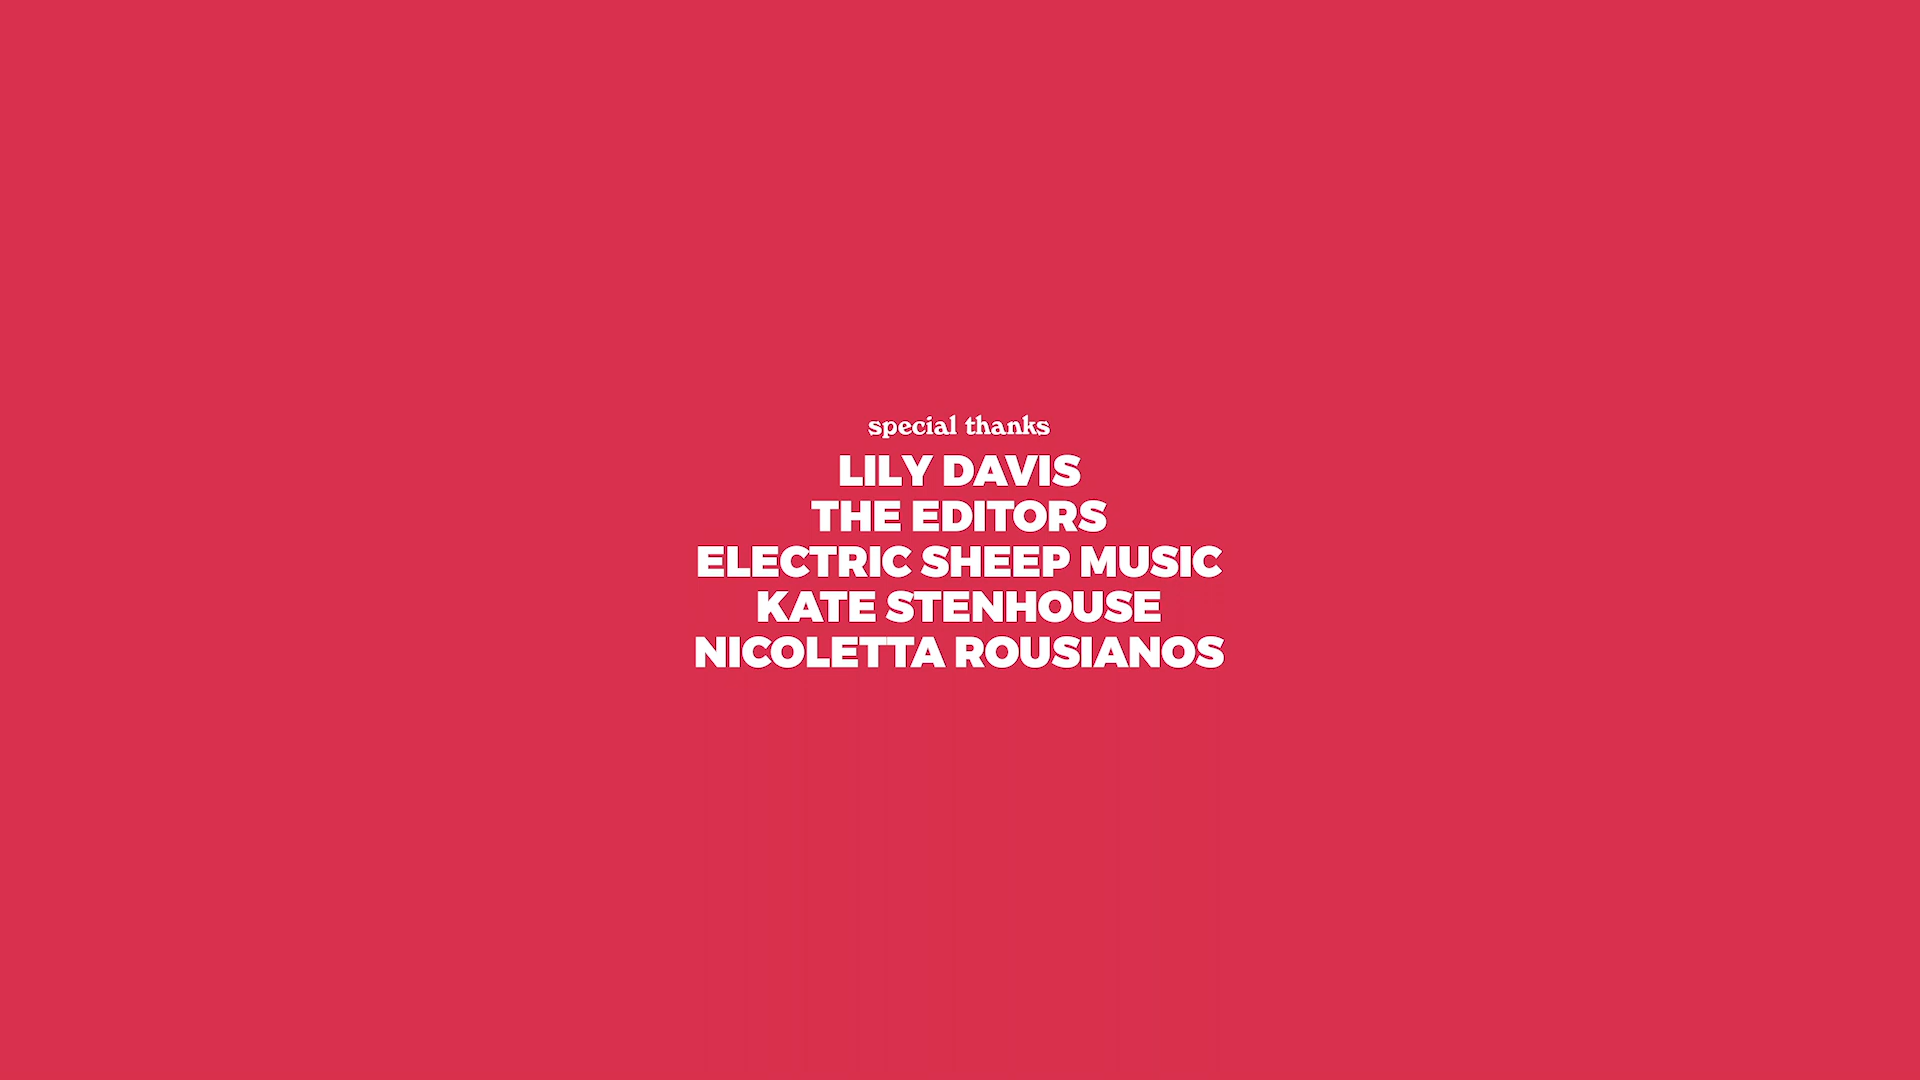 special thanks
LILY DAVIS
THE EDITORS
ELECTRIC SHEEP MUSIC
KATE STENHOUSE
NICOLETTA ROUSIANOS